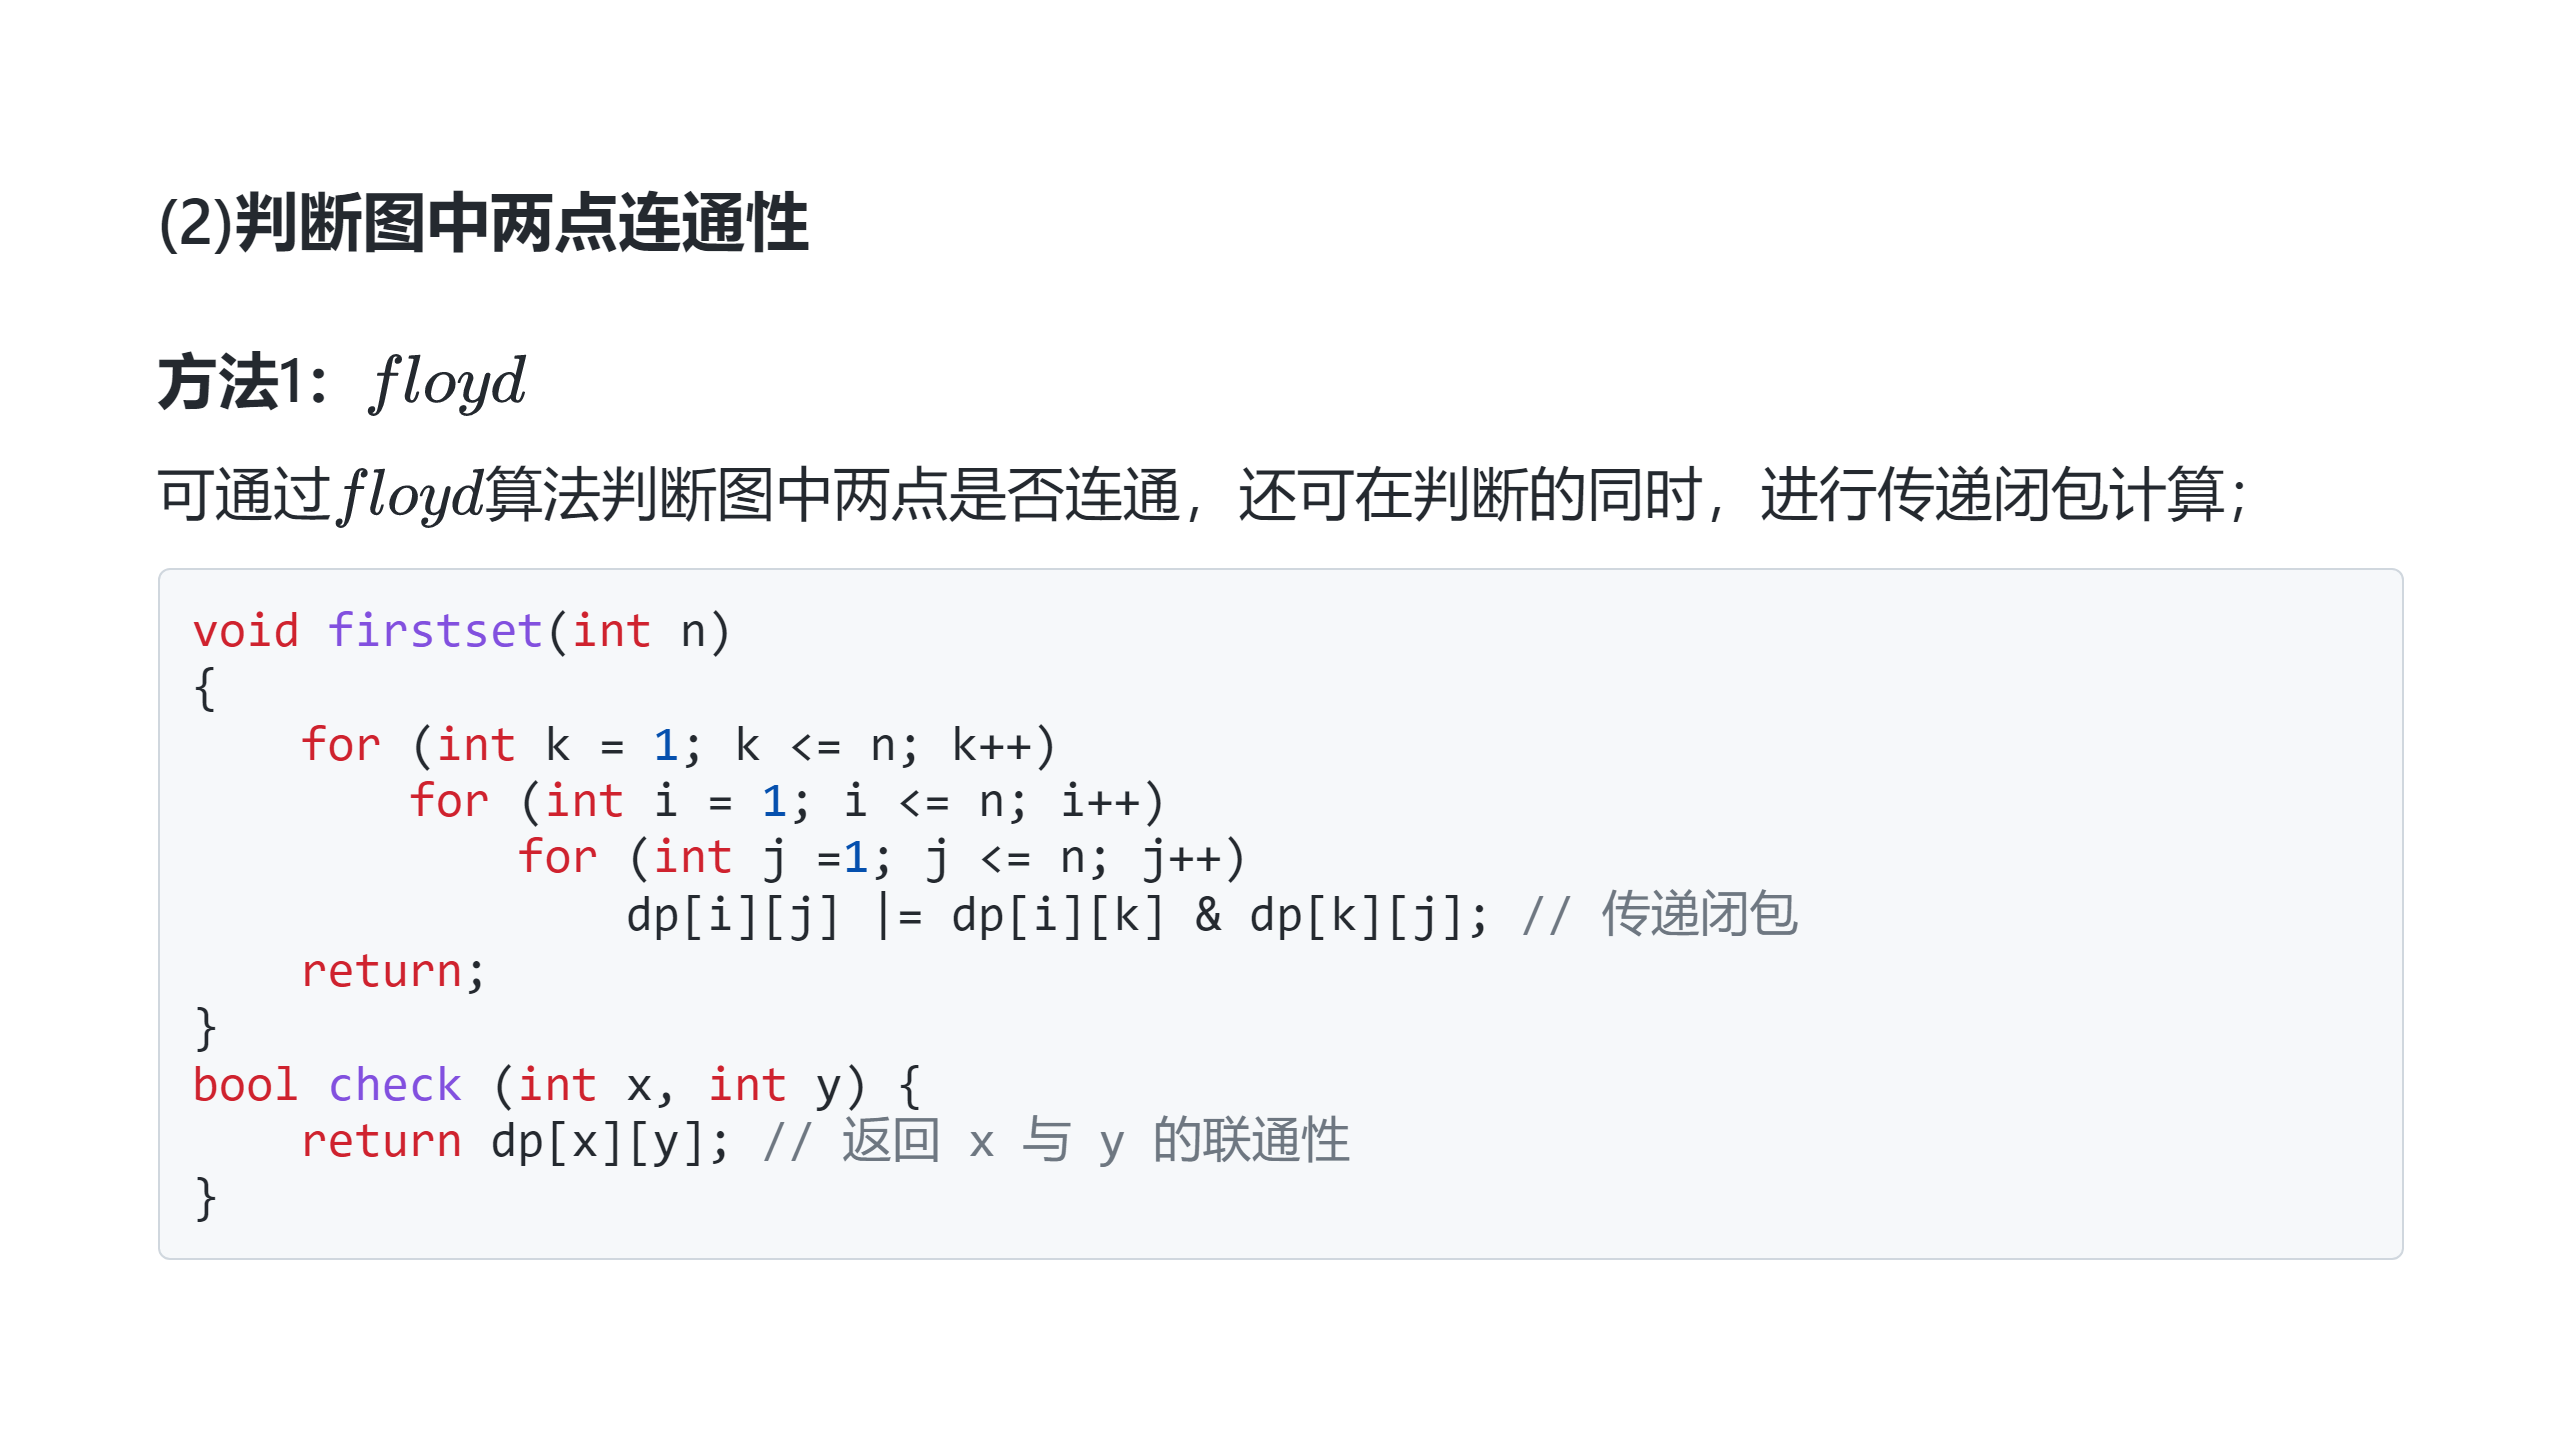 (2)判断图中两点连通性
方法1：floyd
可通过floyd算法判断图中两点是否连通，还可在判断的同时，进行传递闭包计算；
void firstset(int n)
{
    for (int k = 1; k <= n; k++)
        for (int i = 1; i <= n; i++)
            for (int j =1; j <= n; j++)
                dp[i][j] |= dp[i][k] & dp[k][j]; // 传递闭包
    return;
}
bool check (int x, int y) {
    return dp[x][y]; // 返回 x 与 y 的联通性
}